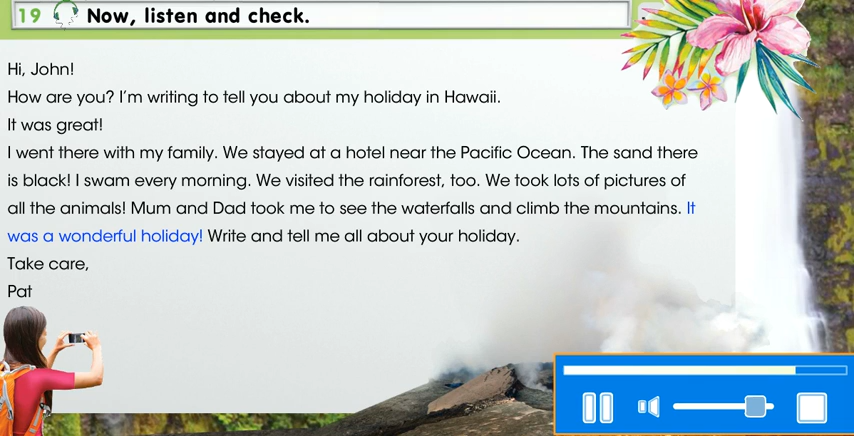 19 Now, listen and check.
Hi, John!
How are you? I'm writing to tell you about my holiday in Hawaii.
It was great!
I went there with my family. We stayed at a hotel near the Pacific Ocean. The sand there
is black! I swam every morning. We visited the rainforest, too. We took lots of pictures of
all the animals! Mum and Dad took me to see the waterfalls and climb the mountains. It
was a wonderful holiday! Write and tell me all about your holiday.
Take care,
Pat